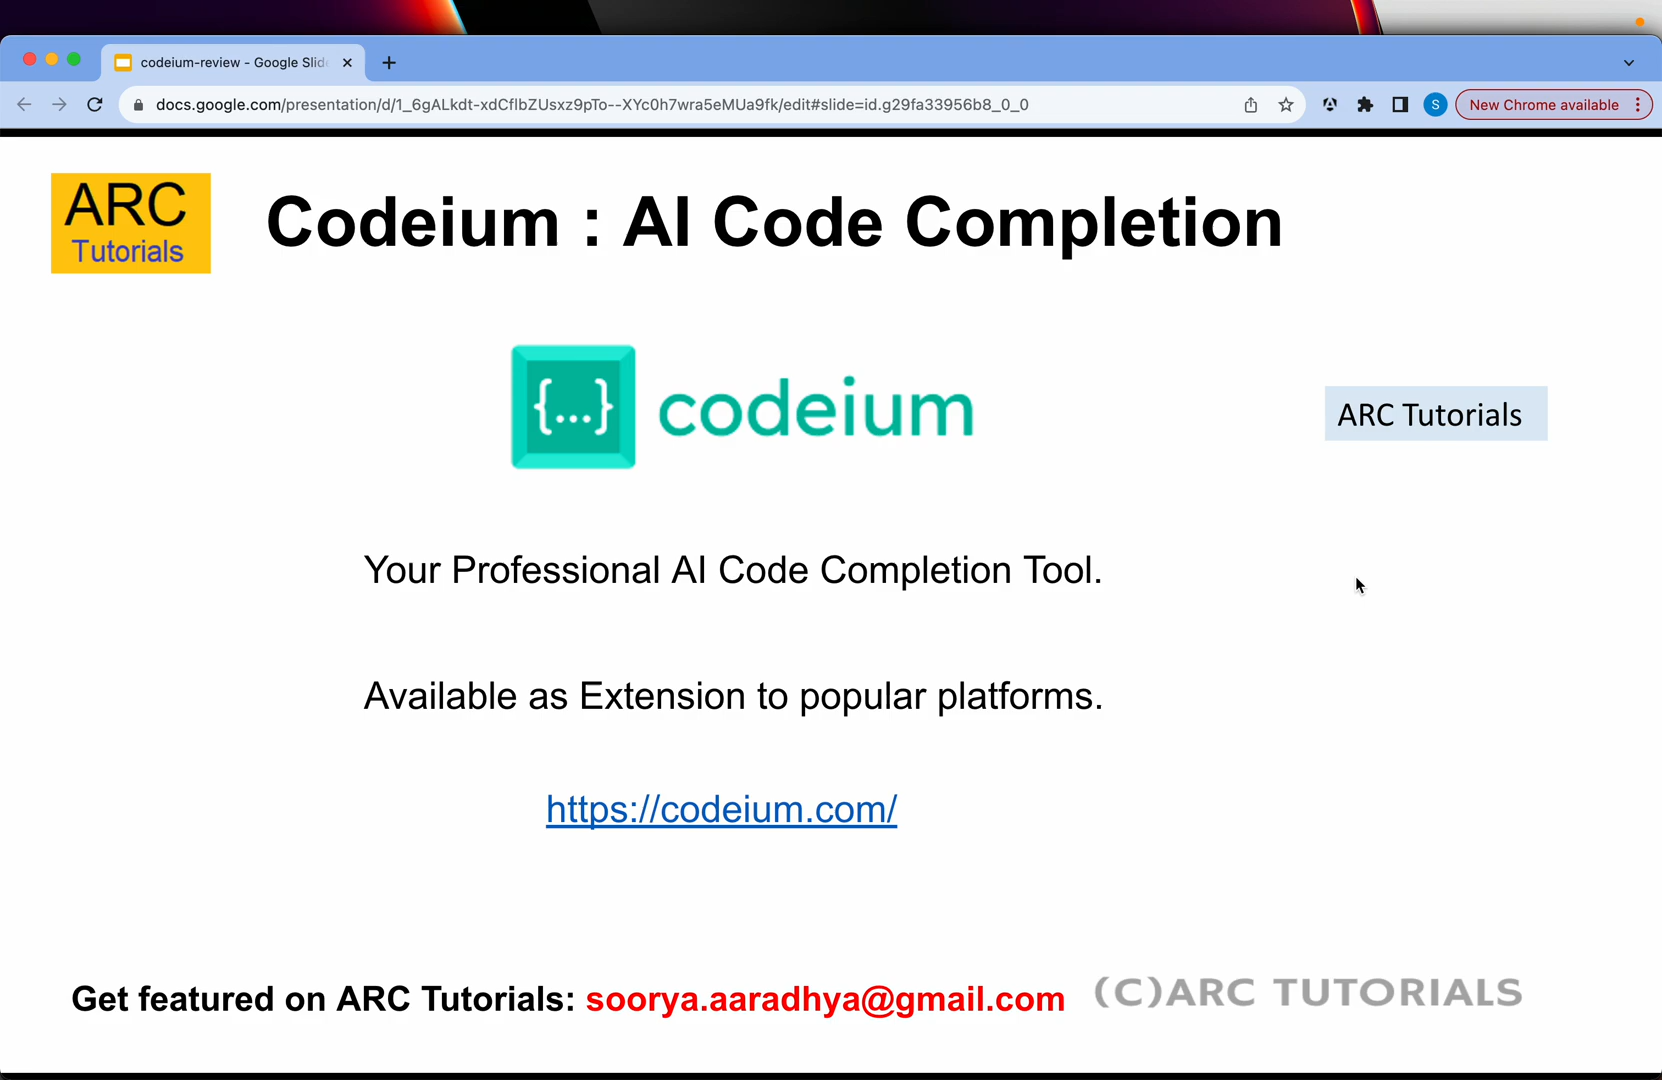 codeium-review - Google Slid
docs.google.com/presentation/d/1_6gALkdt-xdCflbZUsxz9pTo--XYc0h7wra5eMUa9fk/edit#slide=id.g29fa33956b8_0_0
S
New Chrome available
ARC
Tutorials
Codeium : AI Code Completion
{...} codeium
ARC Tutorials
Your Professional AI Code Completion Tool.
Available as Extension to popular platforms.
https://codeium.com/
Get featured on ARC Tutorials: soorya.aaradhya@gmail.com
(C)ARC TUTORIALS